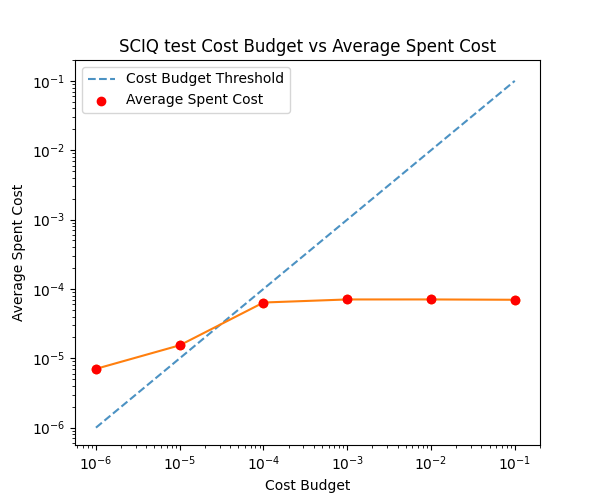 SCIQ test Cost Budget vs Average Spent Cost
Cost Budget Threshold
Average Spent Cost
Average Spent Cost
10⁻¹
10⁻²
10⁻³
10⁻⁴
10⁻⁵
10⁻⁶
10⁻⁶ 10⁻⁵ 10⁻⁴ 10⁻³ 10⁻² 10⁻¹
Cost Budget